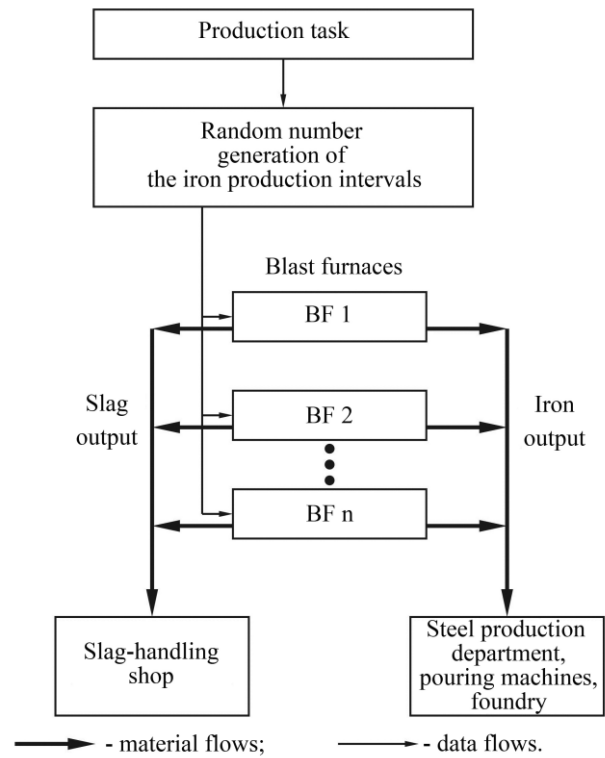 Production task
Random number
generation of
the iron production intervals
Blast furnaces
BF 1
Slag
output
BF 2
Iron
output
BF n
Slag-handling
shop
Steel production
department,
pouring machines,
foundry
- material flows;
- data flows.